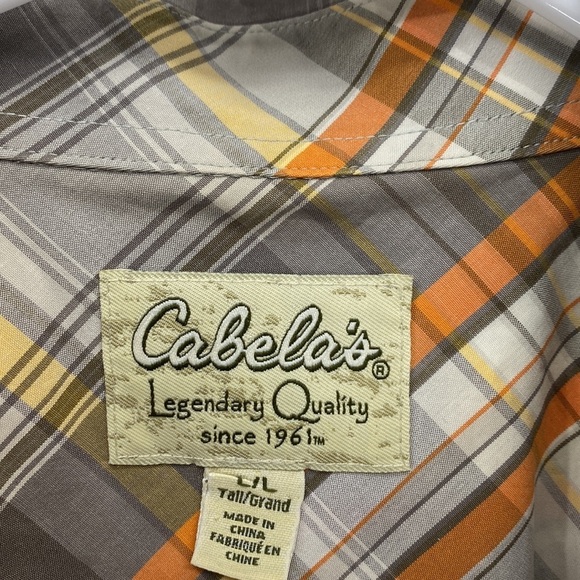 Cabela's®
Legendary Quality
since 1961™
L/L
Tall/Grand
MADE IN
CHINA
FABRIQUÉ EN
CHINE